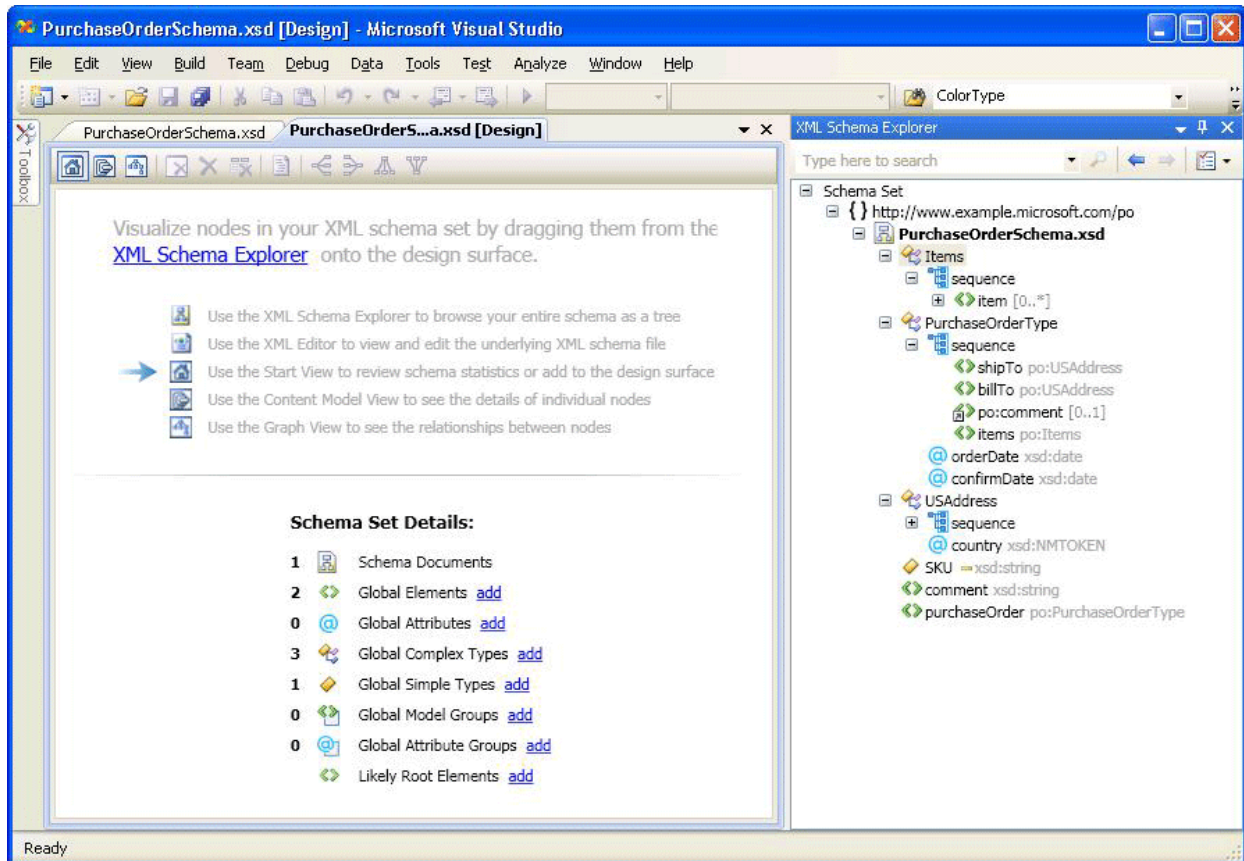 PurchaseOrderSchema.xsd [Design] - Microsoft Visual Studio
File Edit View Build Team Debug Data Tools Test Analyze Window Help
ColorType
Toolbox
PurchaseOrderSchema.xsd PurchaseOrderS...a.xsd [Design]
Visualize nodes in your XML schema set by dragging them from the
XML Schema Explorer onto the design surface.
Use the XML Schema Explorer to browse your entire schema as a tree
Use the XML Editor to view and edit the underlying XML schema file
Use the Start View to review schema statistics or add to the design surface
Use the Content Model View to see the details of individual nodes
Use the Graph View to see the relationships between nodes
Schema Set Details:
1 Schema Documents
2 Global Elements add
0 Global Attributes add
3 Global Complex Types add
1 Global Simple Types add
0 Global Model Groups add
0 Global Attribute Groups add
Likely Root Elements add
XML Schema Explorer
Type here to search
Schema Set
{} http://www.example.microsoft.com/po
PurchaseOrderSchema.xsd
Items
sequence
item [0..*]
PurchaseOrderType
sequence
shipTo po:USAddress
billTo po:USAddress
po:comment [0..1]
items po:Items
orderDate xsd:date
confirmDate xsd:date
USAddress
sequence
country xsd:NMTOKEN
SKU xsd:string
comment xsd:string
purchaseOrder po:PurchaseOrderType
Ready